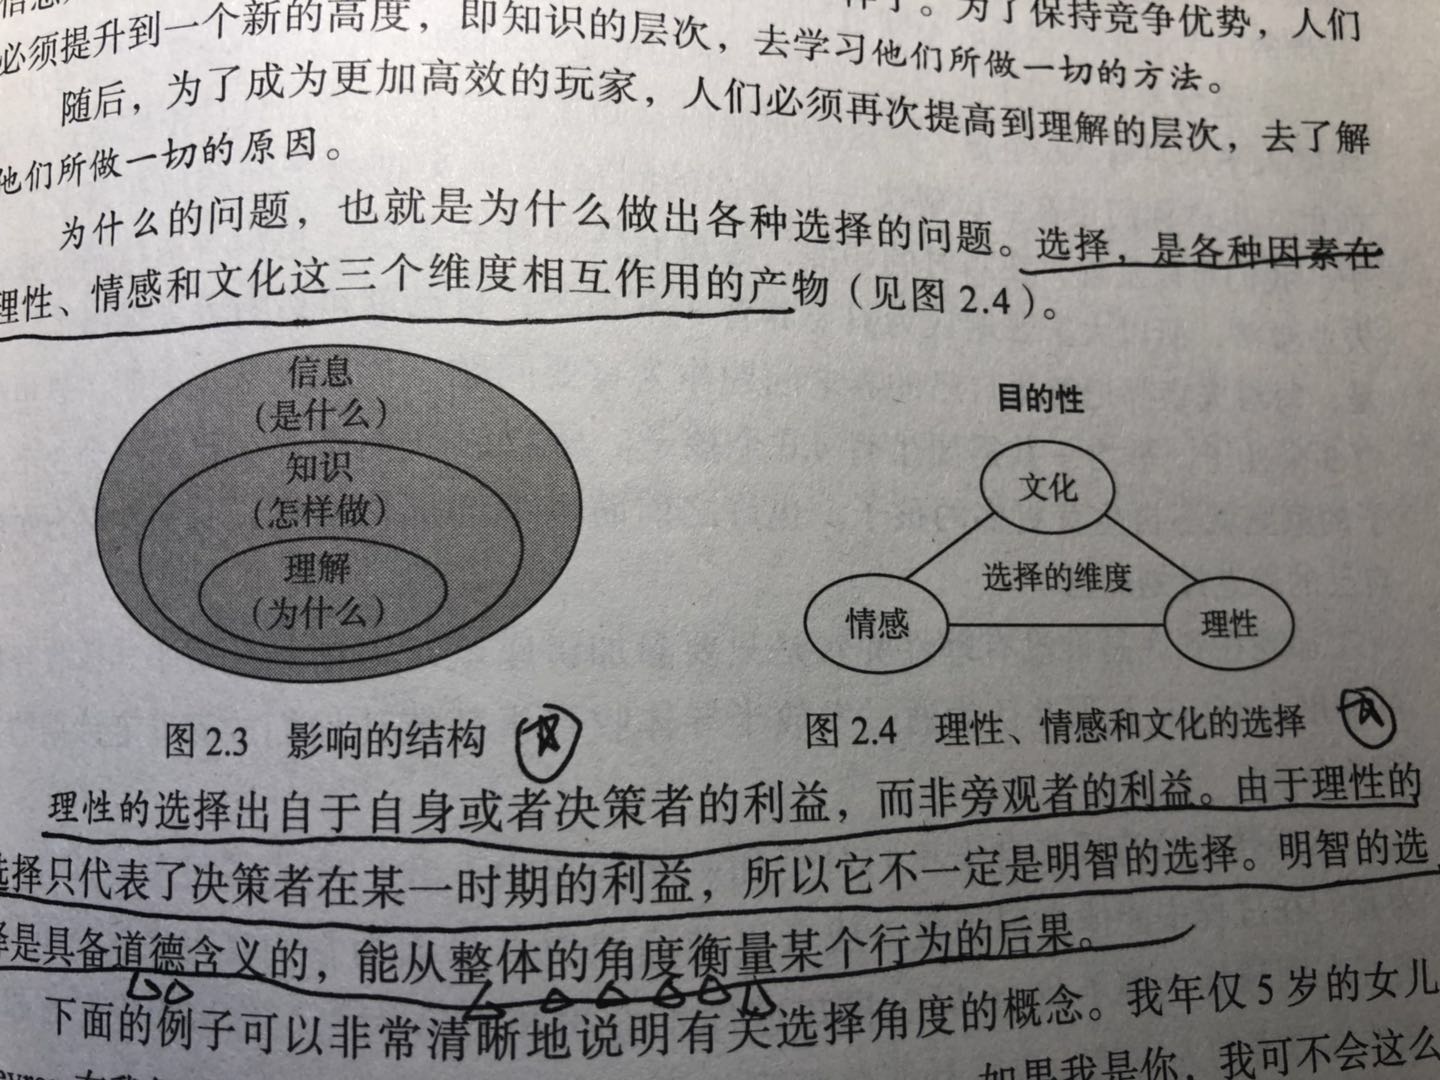 信息
作了。为了保持竞争优势，人们
必须提升到一个新的高度，即知识的层次，去学习他们所做一切的方法。
随后，为了成为更加高效的玩家，人们必须再次提高到理解的层次，去了解
他们所做一切的原因。
为什么的问题，也就是为什么做出各种选择的问题。选择，是各种因素在
理性、情感和文化这三个维度相互作用的产物（见图2.4）。
信息
（是什么）
知识
（怎样做）
理解
（为什么）
图2.3 影响的结构
目的性
文化
选择的维度
情感
理性
图2.4 理性、情感和文化的选择
理性的选择出自于自身或者决策者的利益，而非旁观者的利益。由于理性的
选择只代表了决策者在某一时期的利益，所以它不一定是明智的选择。明智的选
择是具备道德含义的，能从整体的角度衡量某个行为的后果。
下面的例子可以非常清晰地说明有关选择角度的概念。我年仅5岁的女儿
如果我是你，我可不会这么